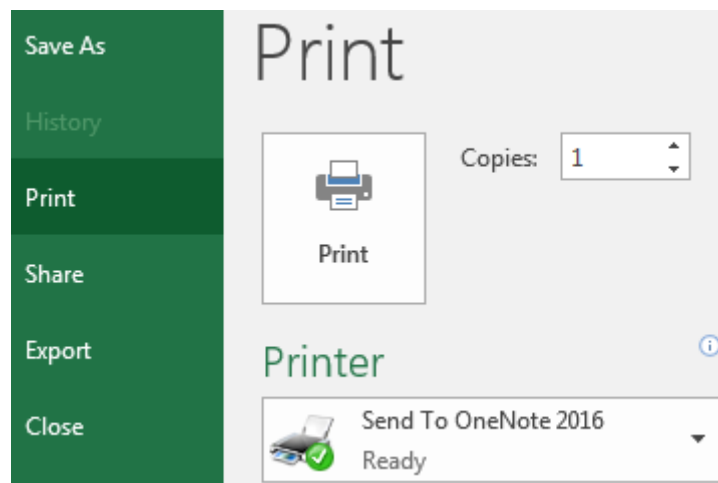 Save As
History
Print
Share
Export
Close
Print
Copies: 1
Print
Printer
Send To OneNote 2016
Ready